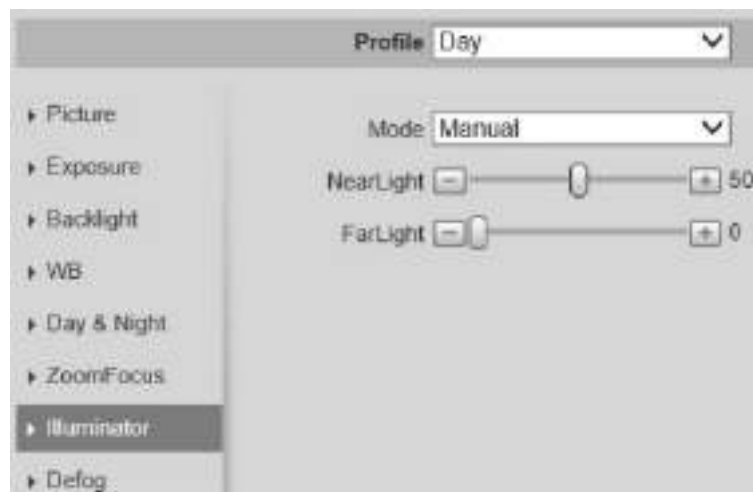 Profile Day
Picture
Mode Manual
Exposure
NearLight 50
Backlight
FarLight 0
WB
Day & Night
ZoomFocus
Illuminator
Defog